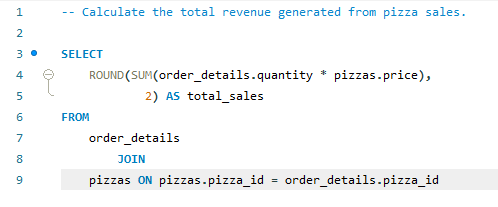 1 -- Calculate the total revenue generated from pizza sales.
2
3 SELECT
4     ROUND(SUM(order_details.quantity * pizzas.price),
5             2) AS total_sales
6 FROM
7     order_details
8         JOIN
9     pizzas ON pizzas.pizza_id = order_details.pizza_id